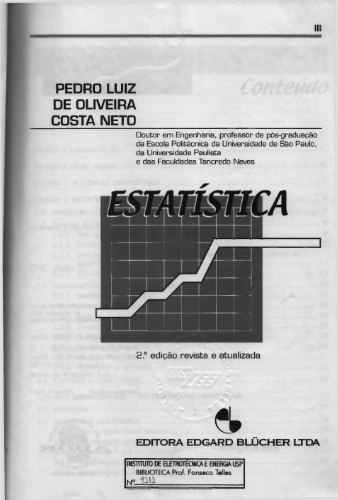 III
PEDRO LUIZ
DE OLIVEIRA
COSTA NETO
Doutor em Engenharia, professor de pós-graduação
da Escola Politécnica da Universidade de São Paulo,
da Universidade Paulista
e das Faculdades Tancredo Neves
ESTATÍSTICA
2.ª edição revista e atualizada
EDITORA EDGARD BLÜCHER LTDA
INSTITUTO DE ELETROTÉCNICA E ENERGIA USP
BIBLIOTECA Prof. Fonseca Telles
Nº 9313
Conteúdo